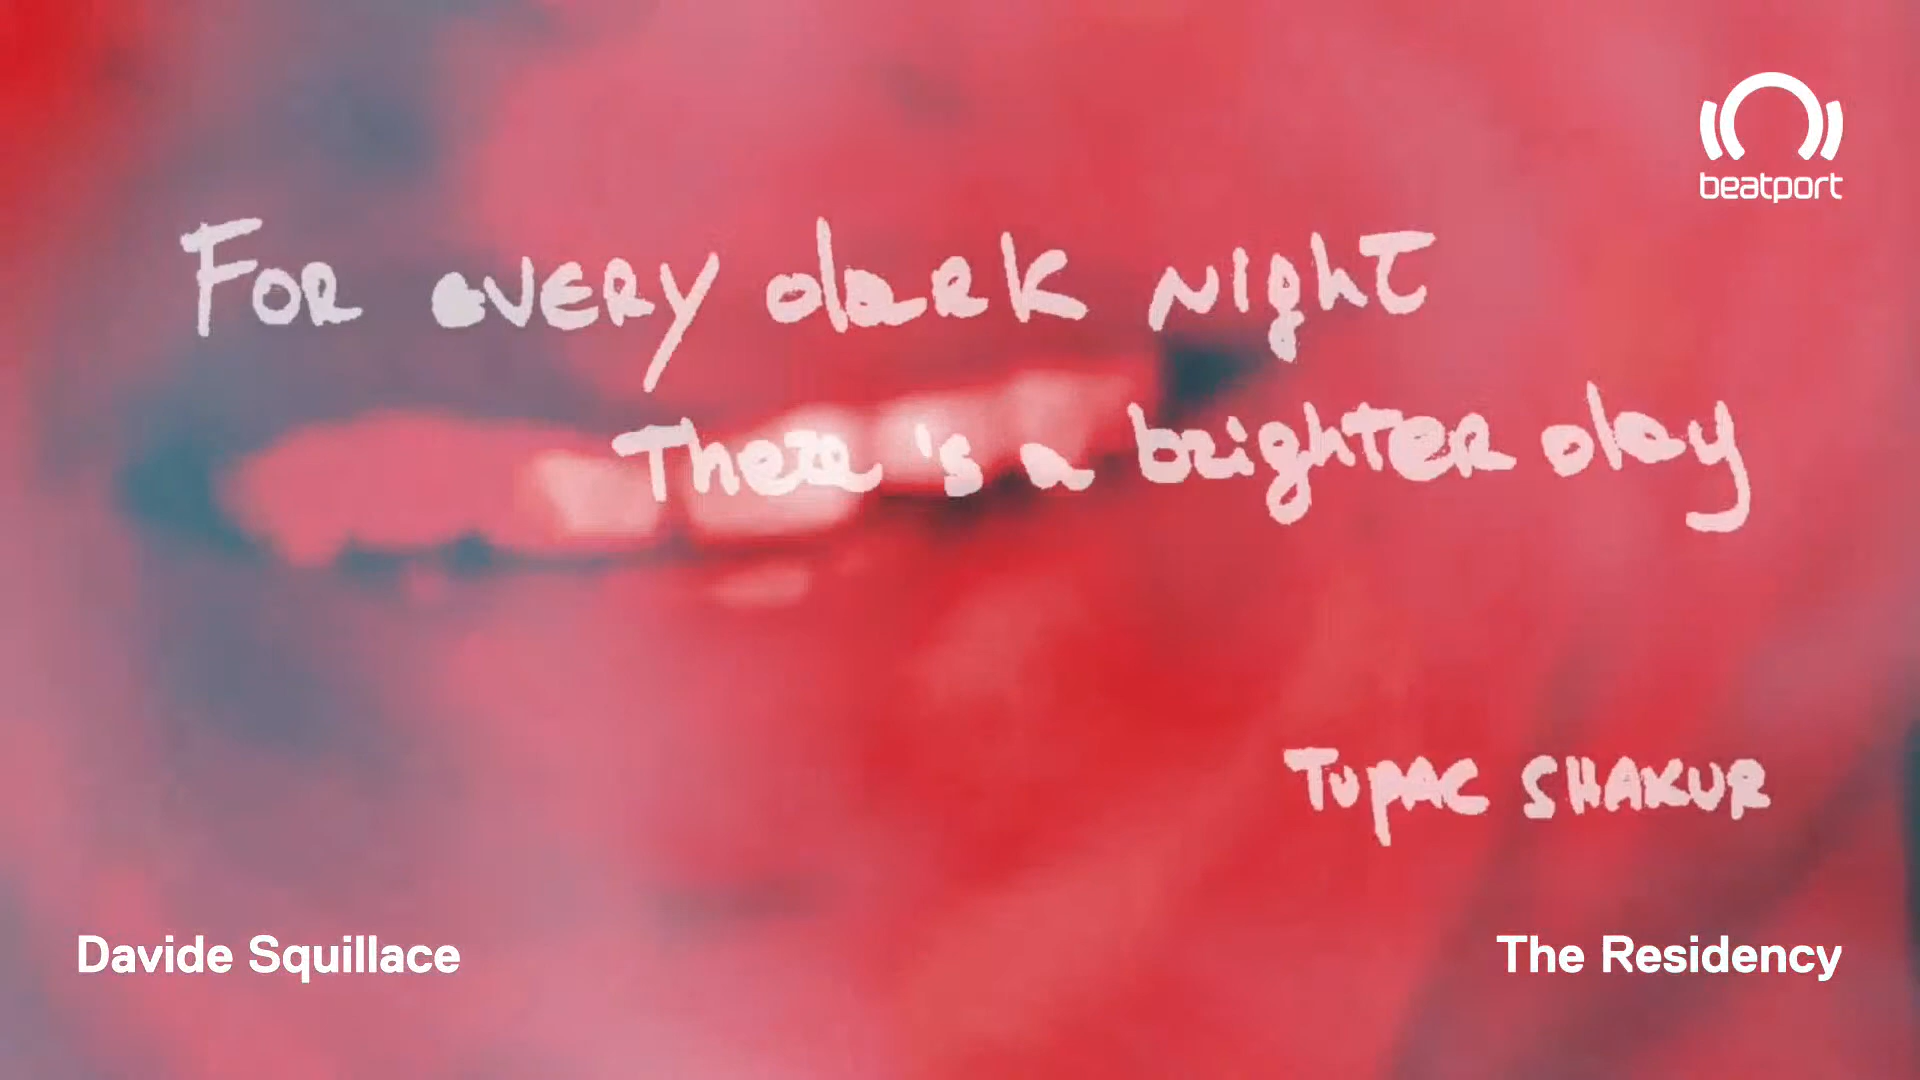 beatport
For every dark night
There's a brighter day
Tupac Shakur
Davide Squillace
The Residency